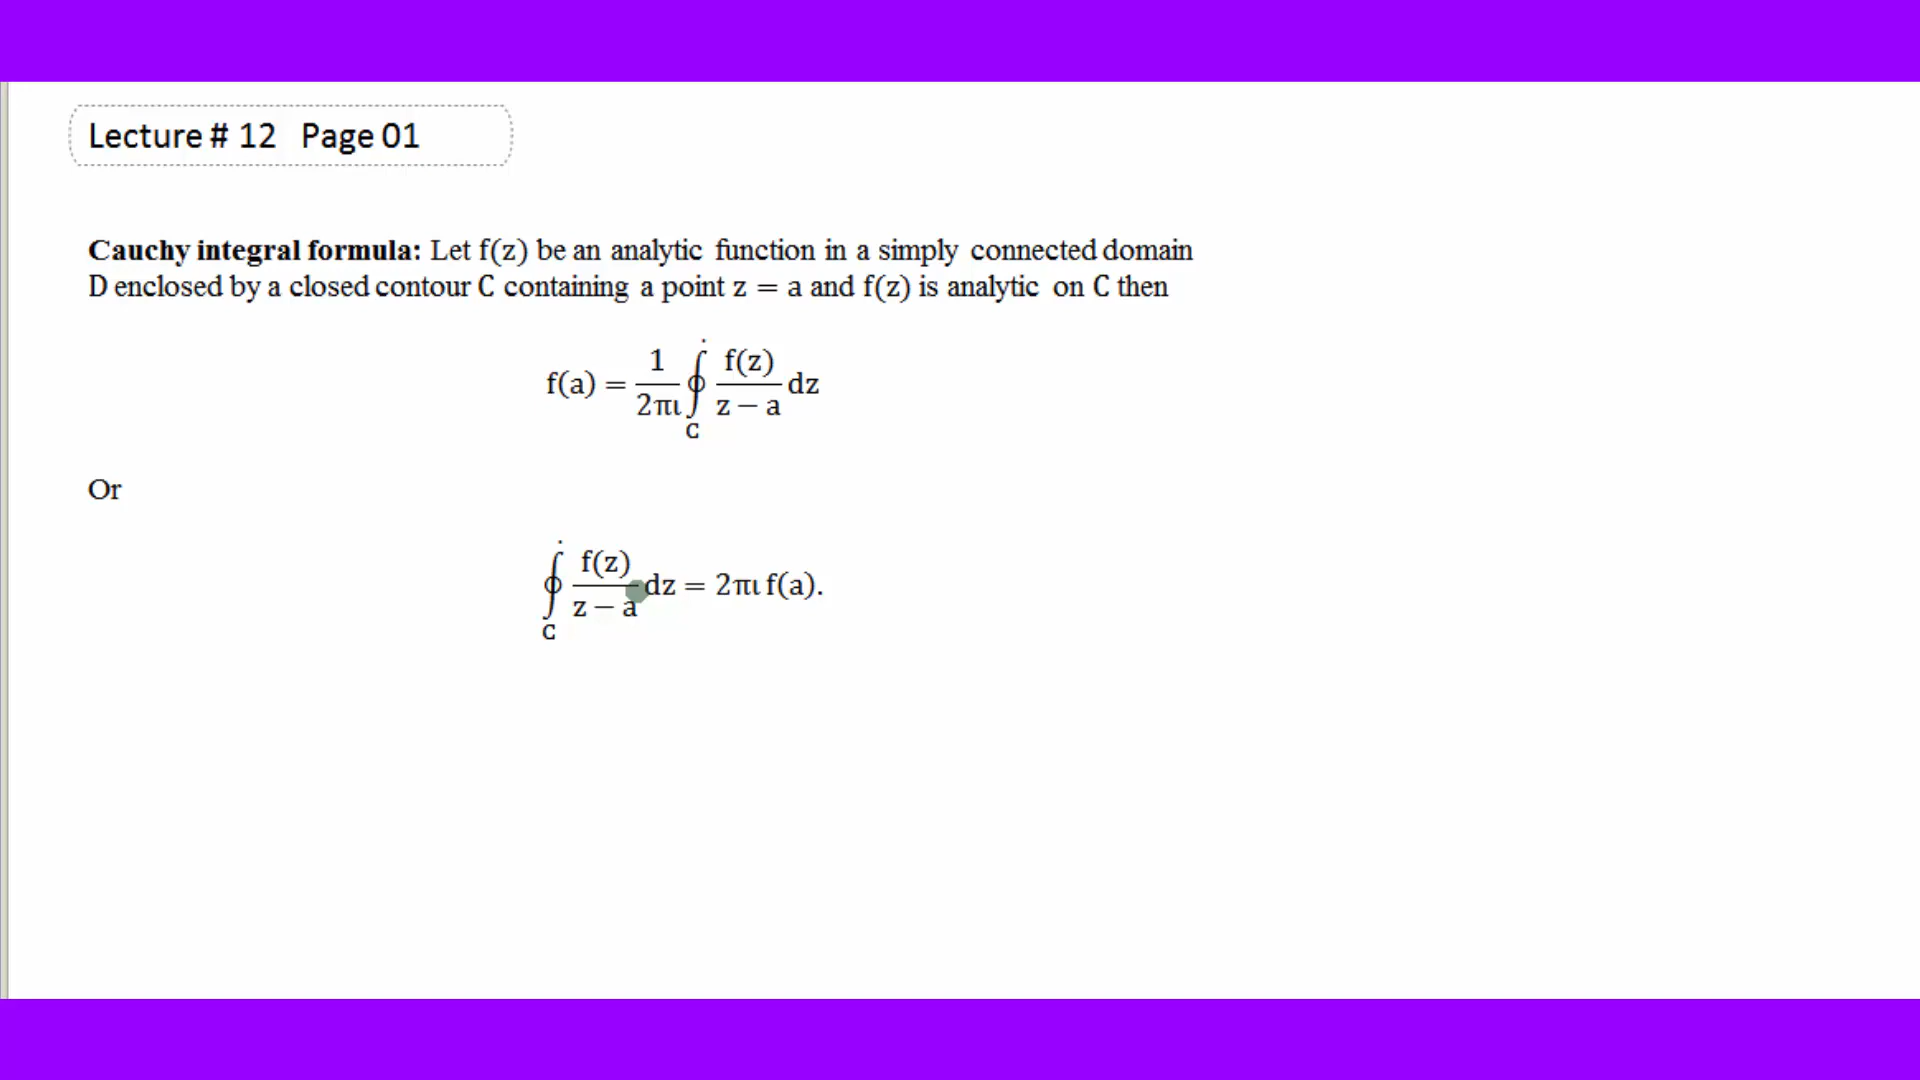 Lecture # 12 Page 01
Cauchy integral formula: Let f(z) be an analytic function in a simply connected domain
D enclosed by a closed contour C containing a point z = a and f(z) is analytic on C then
f(a) = 1/2πι ∮_C f(z)/(z − a) dz
Or
∮_C f(z)/(z − a) dz = 2πι f(a).